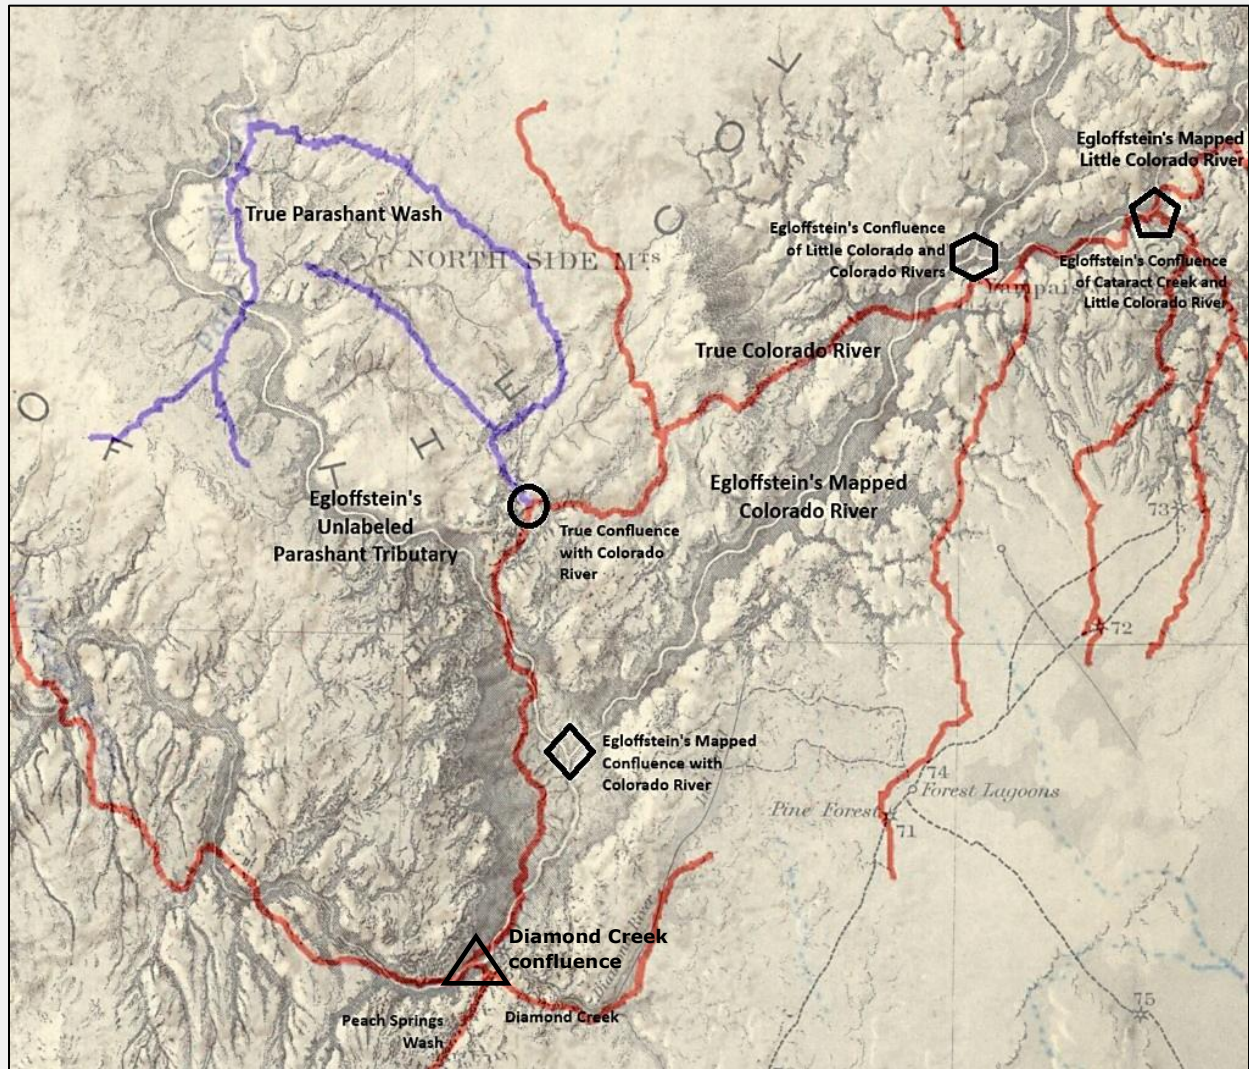 C O L
Egloffstein's Mapped
Little Colorado River
True Parashant Wash
NORTH SIDE Mts
Egloffstein's Confluence
of Little Colorado and
Colorado Rivers
Egloffstein's Confluence
of Cataract Creek and
Little Colorado River
True Colorado River
O F T H E
Egloffstein's
Unlabeled
Parashant Tributary
Egloffstein's Mapped
Colorado River
73
True Confluence
with Colorado
River
72
Egloffstein's Mapped
Confluence with
Colorado River
74
Forest Lagoons
Pine Forest
71
Diamond Creek
confluence
75
Peach Springs
Wash
Diamond Creek